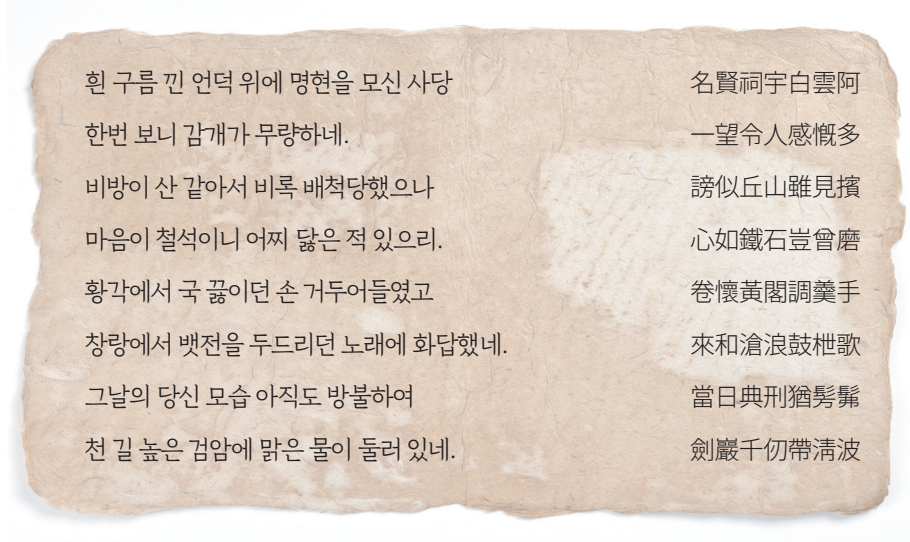 흰 구름 낀 언덕 위에 명현을 모신 사당 名賢祠宇白雲阿
한번 보니 감개가 무량하네. 一望令人感慨多
비방이 산 같아서 비록 배척당했으나 謗似丘山雖見擯
마음이 철석이니 어찌 닳은 적 있으리. 心如鐵石豈曾磨
황각에서 국 끓이던 손 거두어들였고 卷懷黃閣調羹手
창랑에서 뱃전을 두드리던 노래에 화답했네. 來和滄浪鼓枻歌
그날의 당신 모습 아직도 방불하여 當日典刑猶髣髴
천 길 높은 검암에 맑은 물이 둘러 있네. 劍巖千仞帶淸波